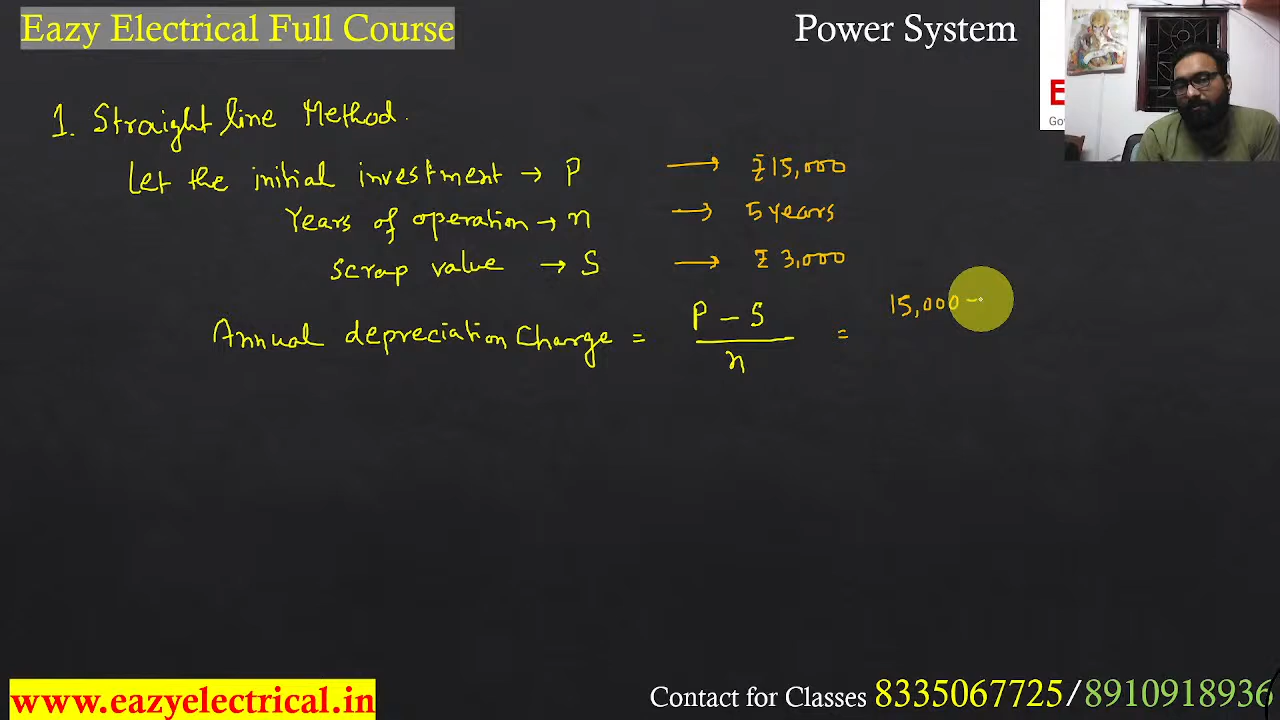 Eazy Electrical Full Course
Power System
E
Gov
1. Straight line Method.
Let the initial investment → P → ₹15,000
Years of operation → n → 5 years
Scrap value → S → ₹ 3,000
Annual depreciation Charge = P - S / n = 15,000 -
www.eazyelectrical.in
Contact for Classes 8335067725/8910918936